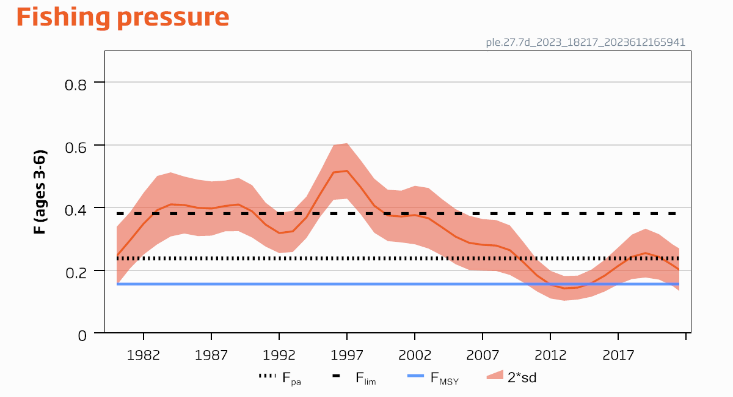 Fishing pressure
ple.27.7d_2023_18217_2023612165941
F (ages 3-6)
0.8
0.6
0.4
0.2
0
1982 1987 1992 1997 2002 2007 2012 2017
Fpa Flim FMSY 2*sd